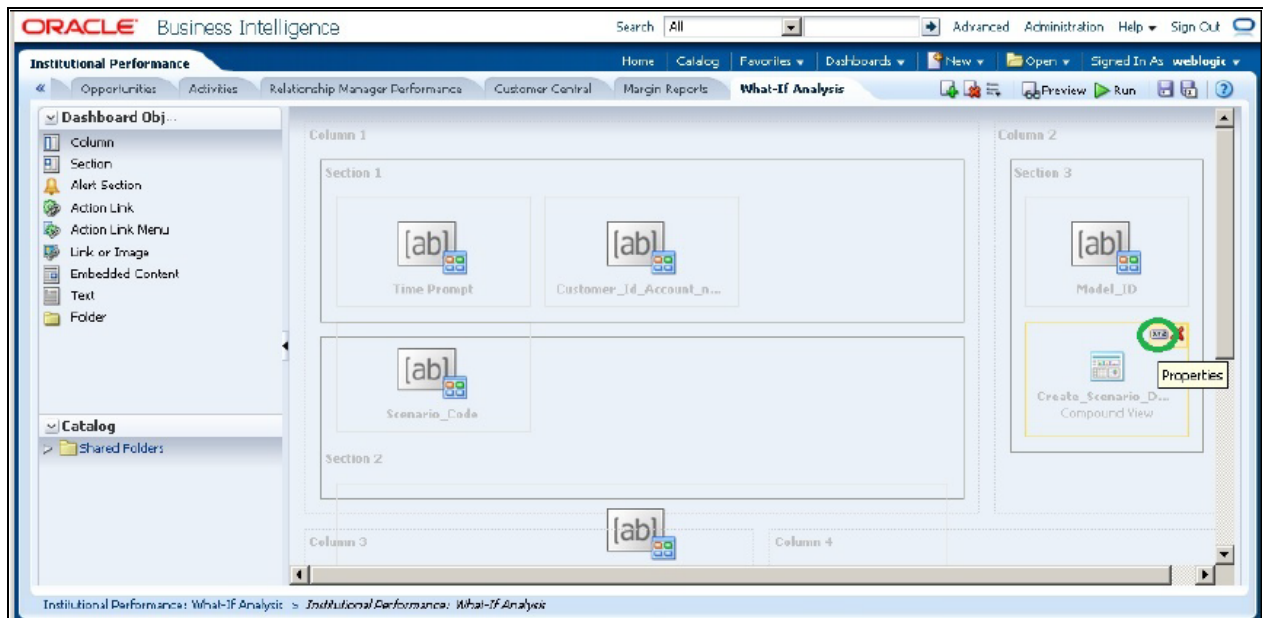 ORACLE Business Intelligence Search All Advanced Administration Help Sign Out
Institutional Performance Home Catalog Favorites Dashboards New Open Signed In As weblogic
« Opportunities Activities Relationship Manager Performance Customer Central Margin Reports What-If Analysis Preview Run ?
Dashboard Obj...
Column
Section
Alert Section
Action Link
Action Link Menu
Link or Image
Embedded Content
Text
Folder
Catalog
Shared Folders
Column 1
Section 1
[ab] [ab]
Time Prompt Customer_Id_Account_n...
[ab]
Scenario_Code
Section 2
[ab]
Column 2
Section 3
[ab]
Model_ID
XYZ
Properties
Create_Scenario_D...
Compound View
Column 3 Column 4
Institutional Performance: What-If Analysis > Institutional Performance: What-If Analysis